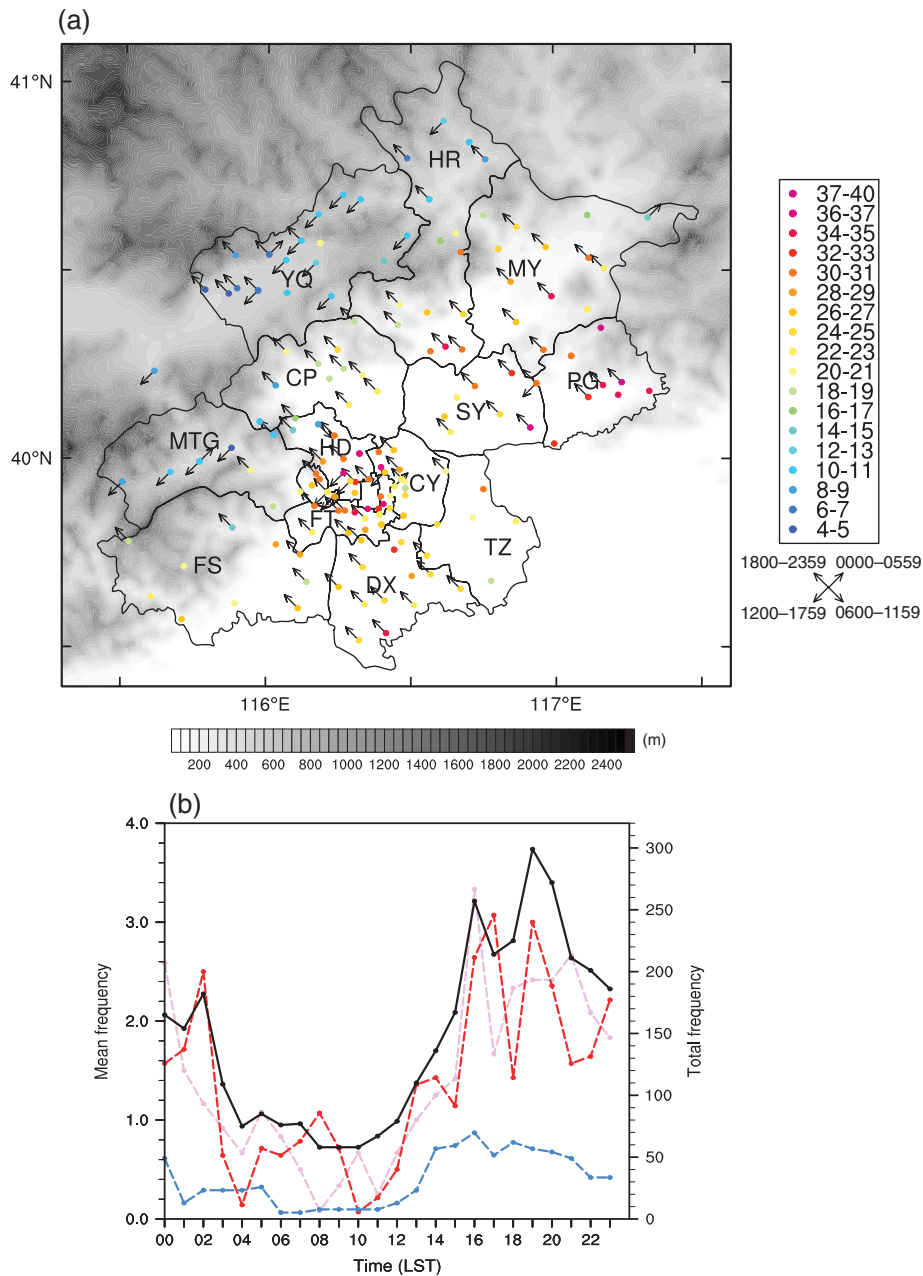 (a)
41°N
40°N
116°E
117°E
HR
MY
YQ
CP
PG
SY
MTG
HD
CY
FT
TZ
FS
DX
37-40
36-37
34-35
32-33
30-31
28-29
26-27
24-25
22-23
20-21
18-19
16-17
14-15
12-13
10-11
8-9
6-7
4-5
1800–2359 0000–0559
1200–1759 0600–1159
200 400 600 800 1000 1200 1400 1600 1800 2000 2200 2400
(m)
(b)
4.0
3.0
2.0
1.0
0.0
Mean frequency
300
250
200
150
100
50
0
Total frequency
00 02 04 06 08 10 12 14 16 18 20 22
Time (LST)